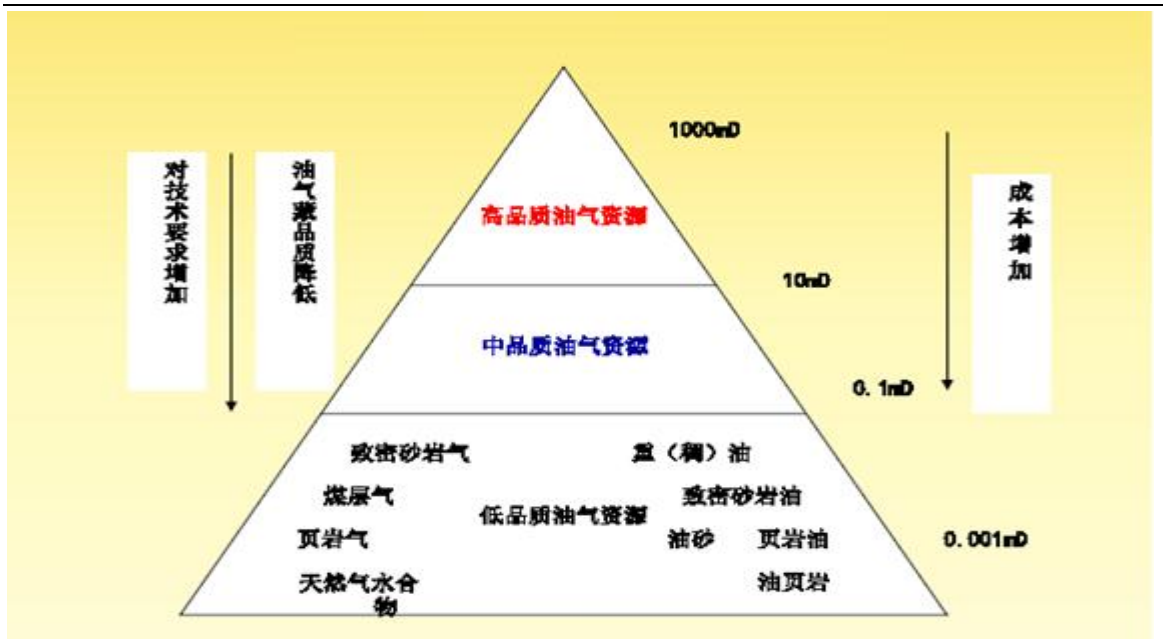 1000mD
对技术要求增加
油气藏品质降低
成本增加
高品质油气资源
10mD
中品质油气资源
0.1mD
致密砂岩气
重（稠）油
煤层气
致密砂岩油
低品质油气资源
页岩气
油砂
页岩油
0.001mD
天然气水合
物
油页岩